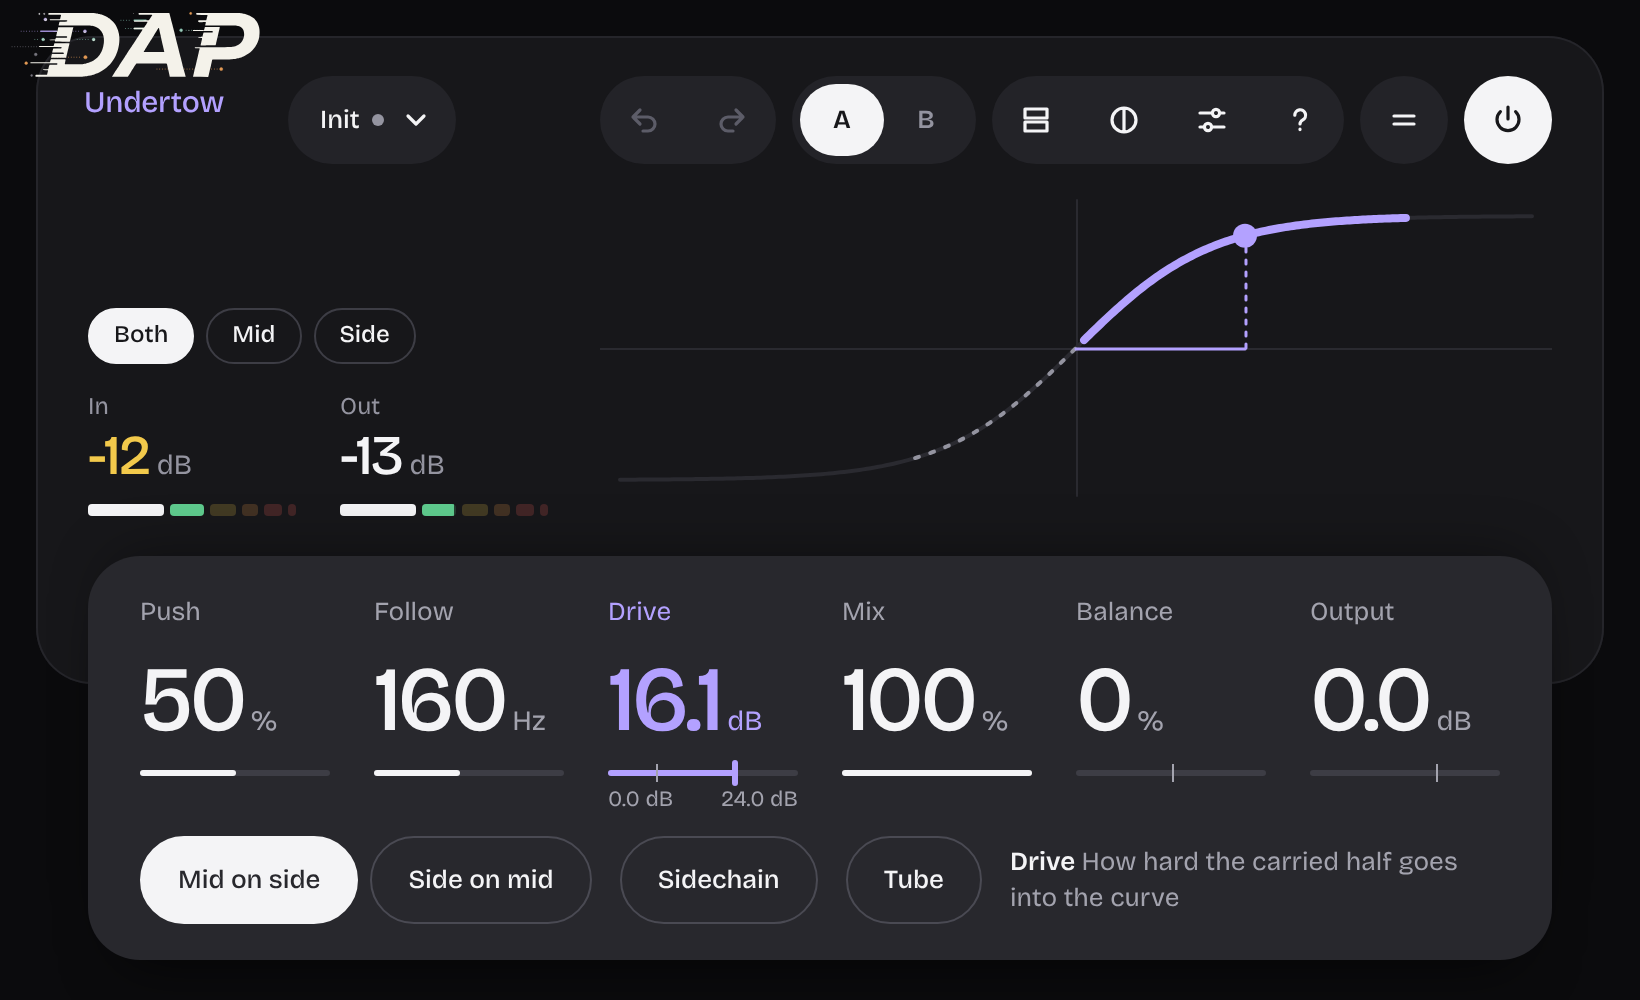 DAP
Undertow
Init
A
B
?
Both
Mid
Side
In
Out
-12 dB
-13 dB
Push
Follow
Drive
Mix
Balance
Output
50 %
160 Hz
16.1 dB
100 %
0 %
0.0 dB
0.0 dB
24.0 dB
Mid on side
Side on mid
Sidechain
Tube
Drive How hard the carried half goes
into the curve